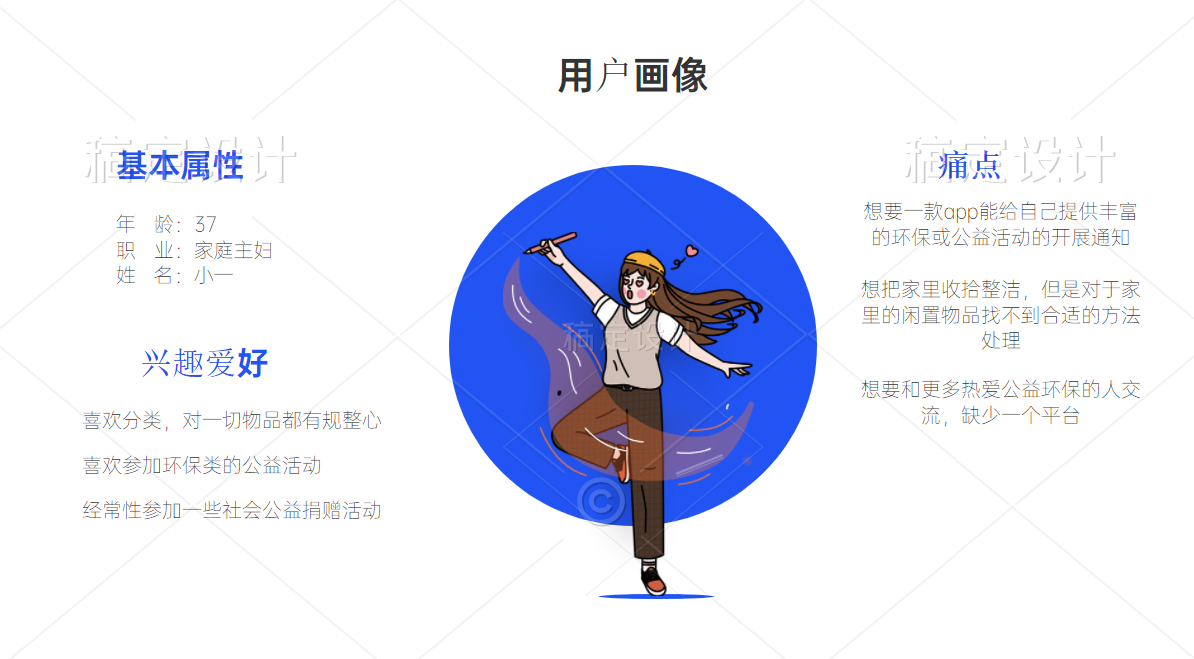 用户画像
稿定设计
基本属性
年 龄：37
职 业：家庭主妇
姓 名：小一
兴趣爱好
喜欢分类，对一切物品都有规整心
喜欢参加环保类的公益活动
经常性参加一些社会公益捐赠活动
稿定设计
©
稿定设计
痛点
想要一款app能给自己提供丰富
的环保或公益活动的开展通知
想把家里收拾整洁，但是对于家
里的闲置物品找不到合适的方法
处理
想要和更多热爱公益环保的人交
流，缺少一个平台